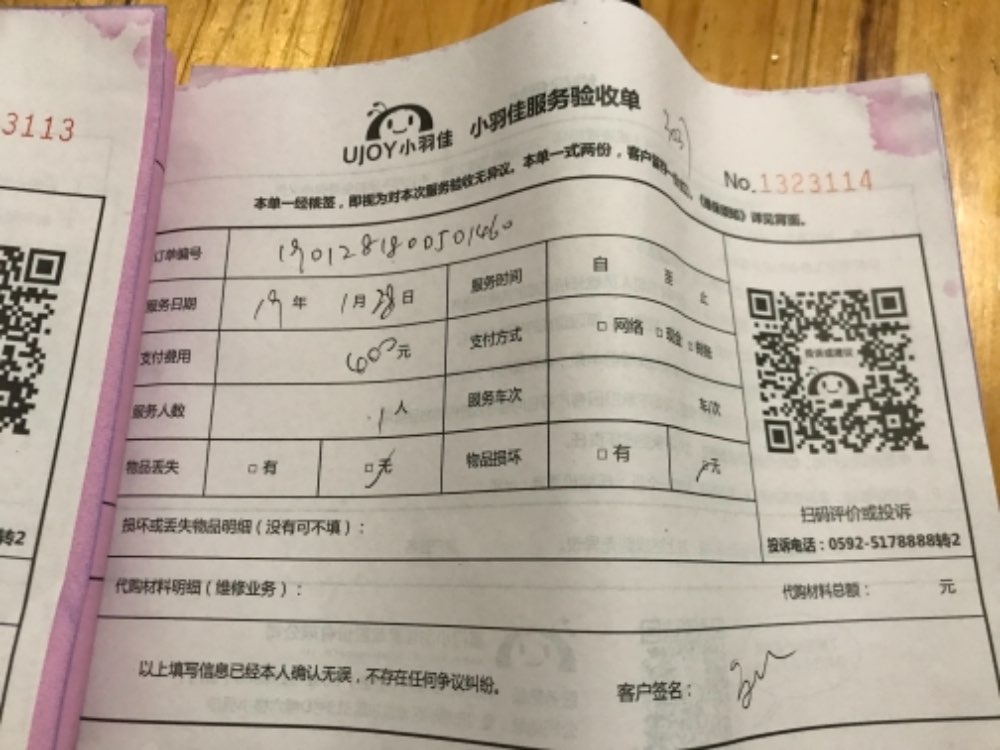 3113
UJOY小羽佳 小羽佳服务验收单
No.1323114
本单一经核签，即视为对本次服务验收无异议。本单一式两份，客户 详见背面。
订单编号 1901281800501460
服务日期 19年 1月28日 服务时间 自 至 止
支付费用 600元 支付方式 □ 网络 □ 现金 □
服务人数 1人 服务车次 车/次
物品丢失 □有 □无 物品损坏 □有 无
损坏或丢失物品明细（没有可不填）：
扫码评价或投诉
投诉电话：0592-5178888转2
转2
代购材料明细（维修业务）： 代购材料总额： 元
以上填写信息已经本人确认无误，不存在任何争议纠纷。 客户签名：